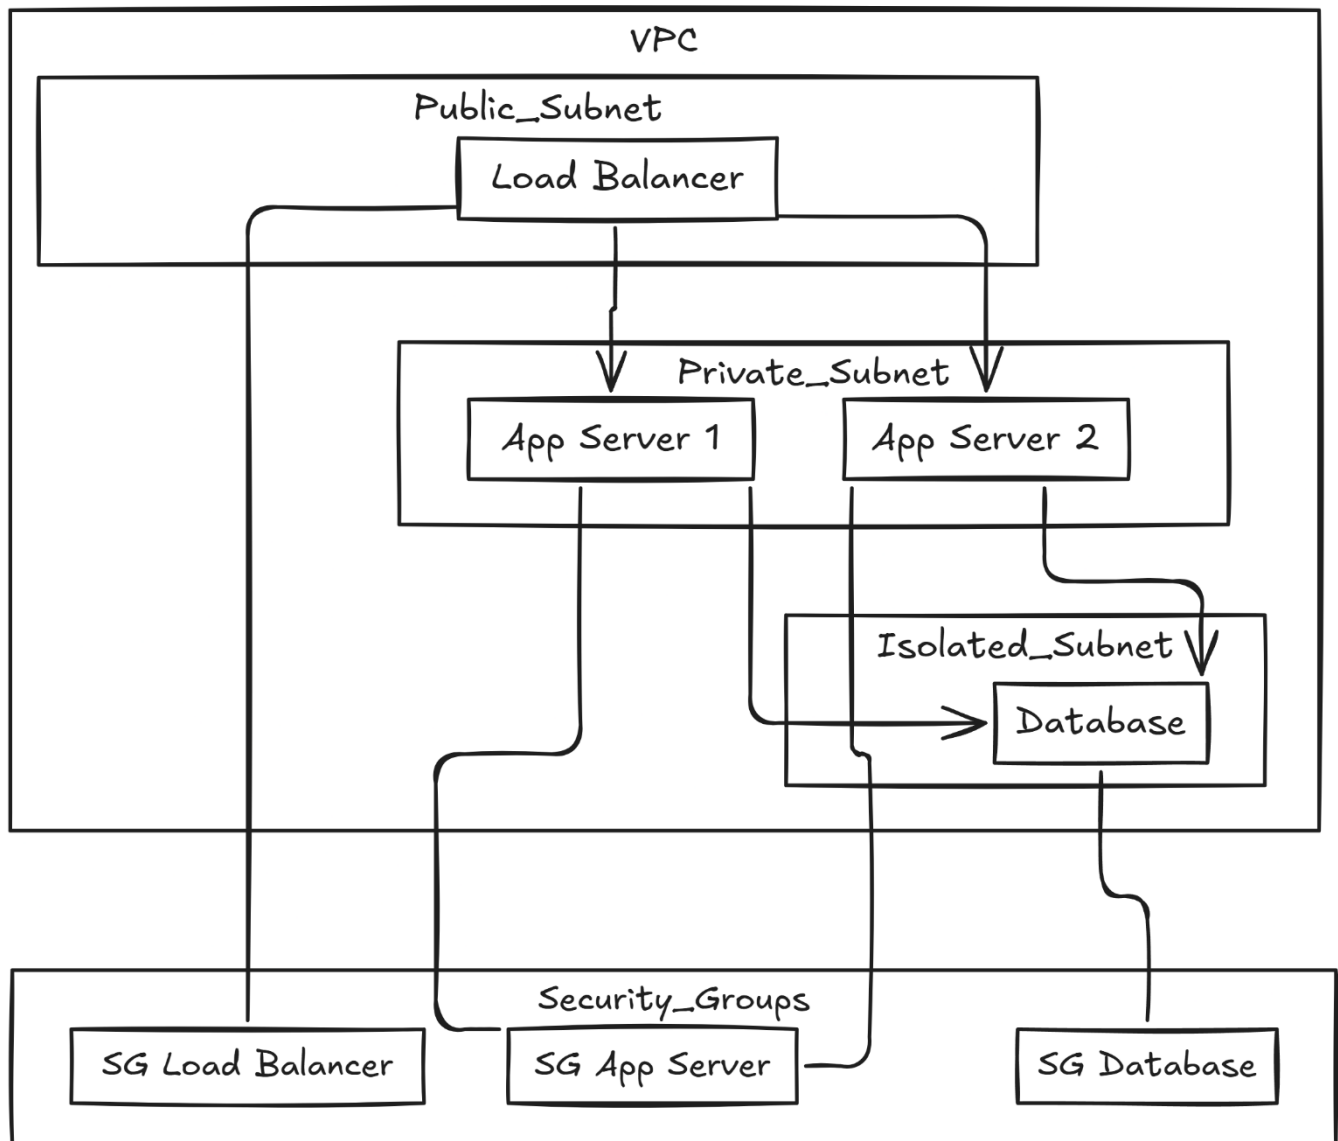 VPC
Public_Subnet
Load Balancer
Private_Subnet
App Server 1
App Server 2
Isolated_Subnet
Database
Security_Groups
SG Load Balancer
SG App Server
SG Database